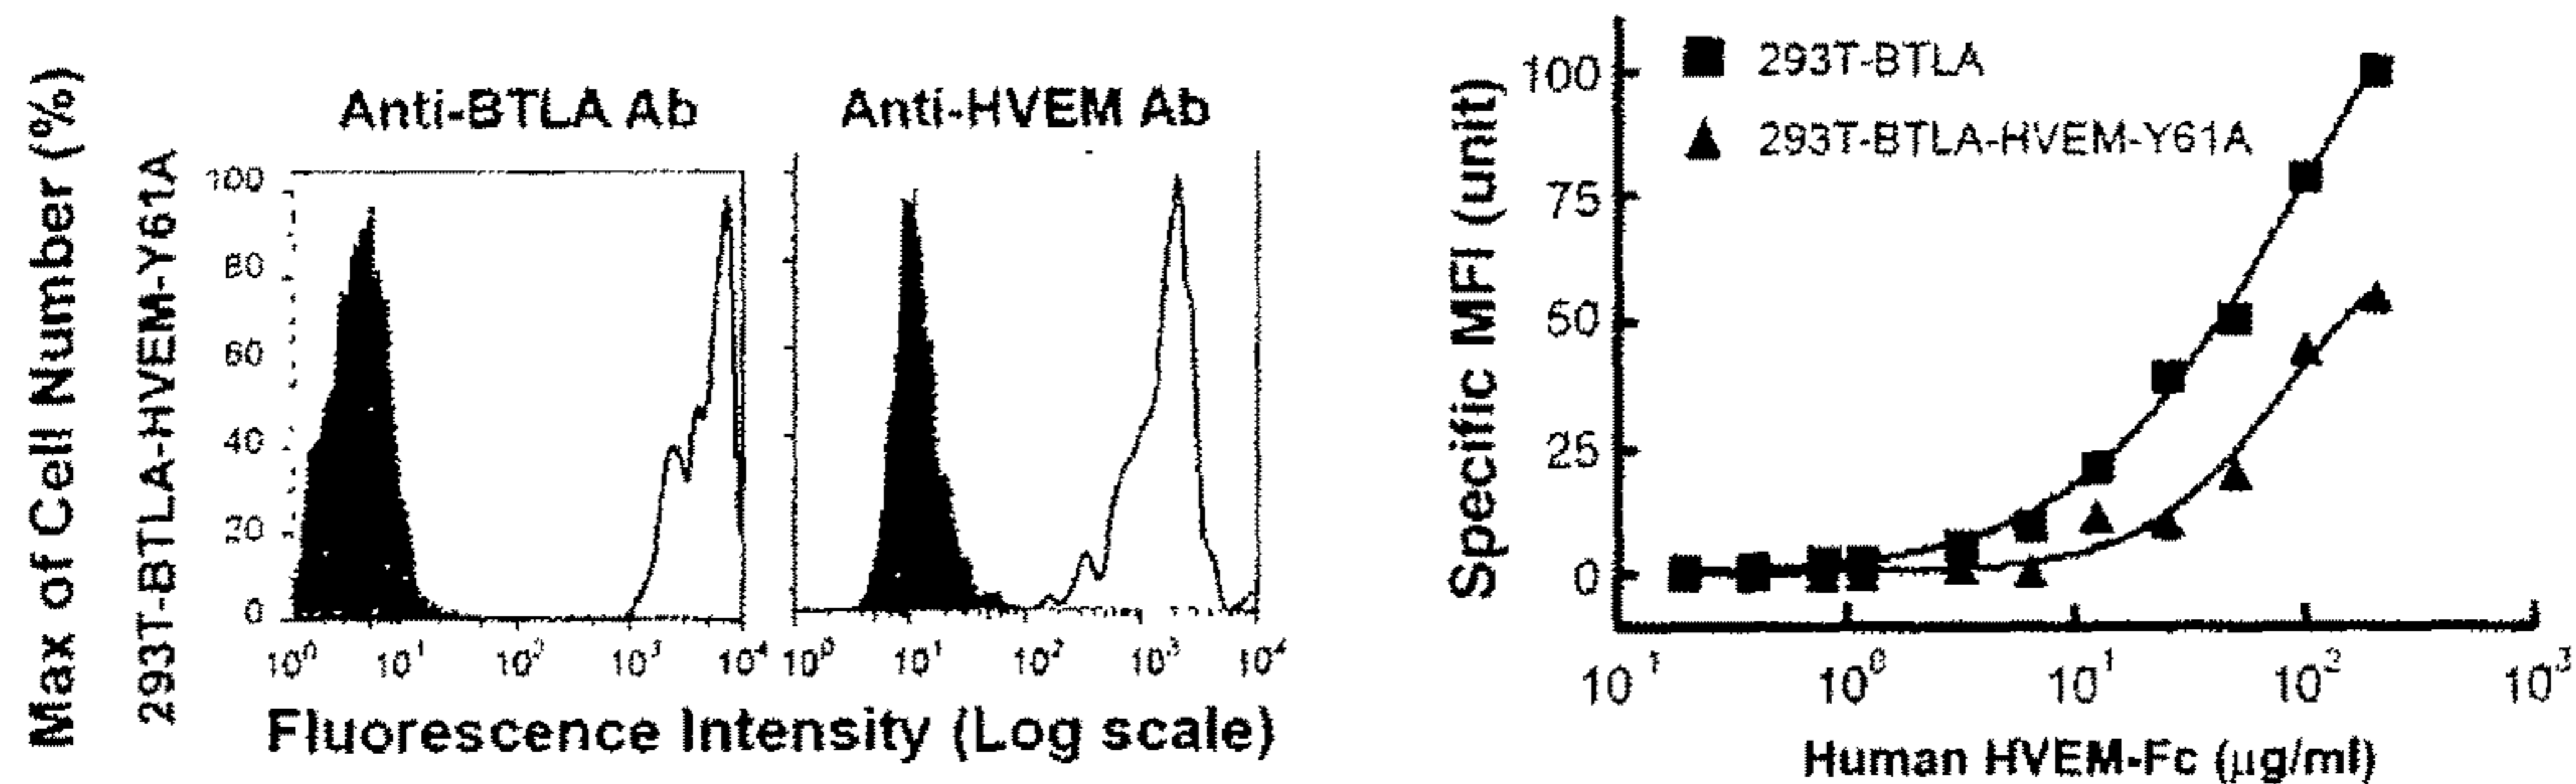 Max of Cell Number (%)
293T-BTLA-HVEM-Y61A
Anti-BTLA Ab
Anti-HVEM Ab
100
80
60
40
20
0
10⁰ 10¹ 10² 10³ 10⁴
10⁰ 10¹ 10² 10³ 10⁴
Fluorescence Intensity (Log scale)
Specific MFI (unit)
293T-BTLA
293T-BTLA-HVEM-Y61A
100
75
50
25
0
10 ¹ 10⁰ 10¹ 10² 10³
Human HVEM-Fc (µg/ml)